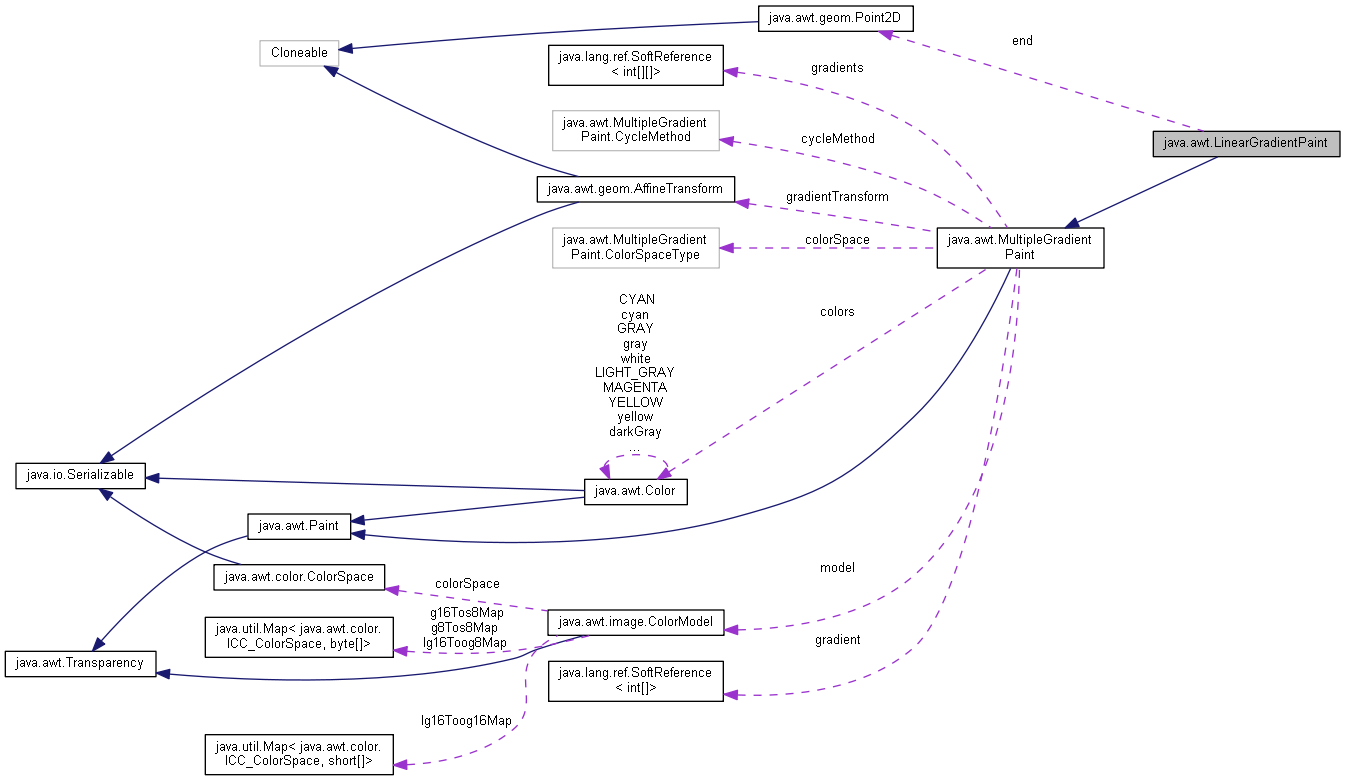 java.awt.geom.Point2D
end
Cloneable
java.lang.ref.SoftReference
< int[][]>
gradients
java.awt.MultipleGradient
Paint.CycleMethod
cycleMethod
java.awt.LinearGradientPaint
java.awt.geom.AffineTransform
gradientTransform
java.awt.MultipleGradient
Paint.ColorSpaceType
colorSpace
java.awt.MultipleGradient
Paint
CYAN
cyan
GRAY
gray
white
LIGHT_GRAY
MAGENTA
YELLOW
yellow
darkGray
...
colors
java.io.Serializable
java.awt.Color
java.awt.Paint
java.awt.color.ColorSpace
colorSpace
model
g16Tos8Map
g8Tos8Map
lg16Toog8Map
java.awt.image.ColorModel
java.util.Map< java.awt.color.
ICC_ColorSpace, byte[]>
gradient
java.awt.Transparency
java.lang.ref.SoftReference
< int[]>
lg16Toog16Map
java.util.Map< java.awt.color.
ICC_ColorSpace, short[]>